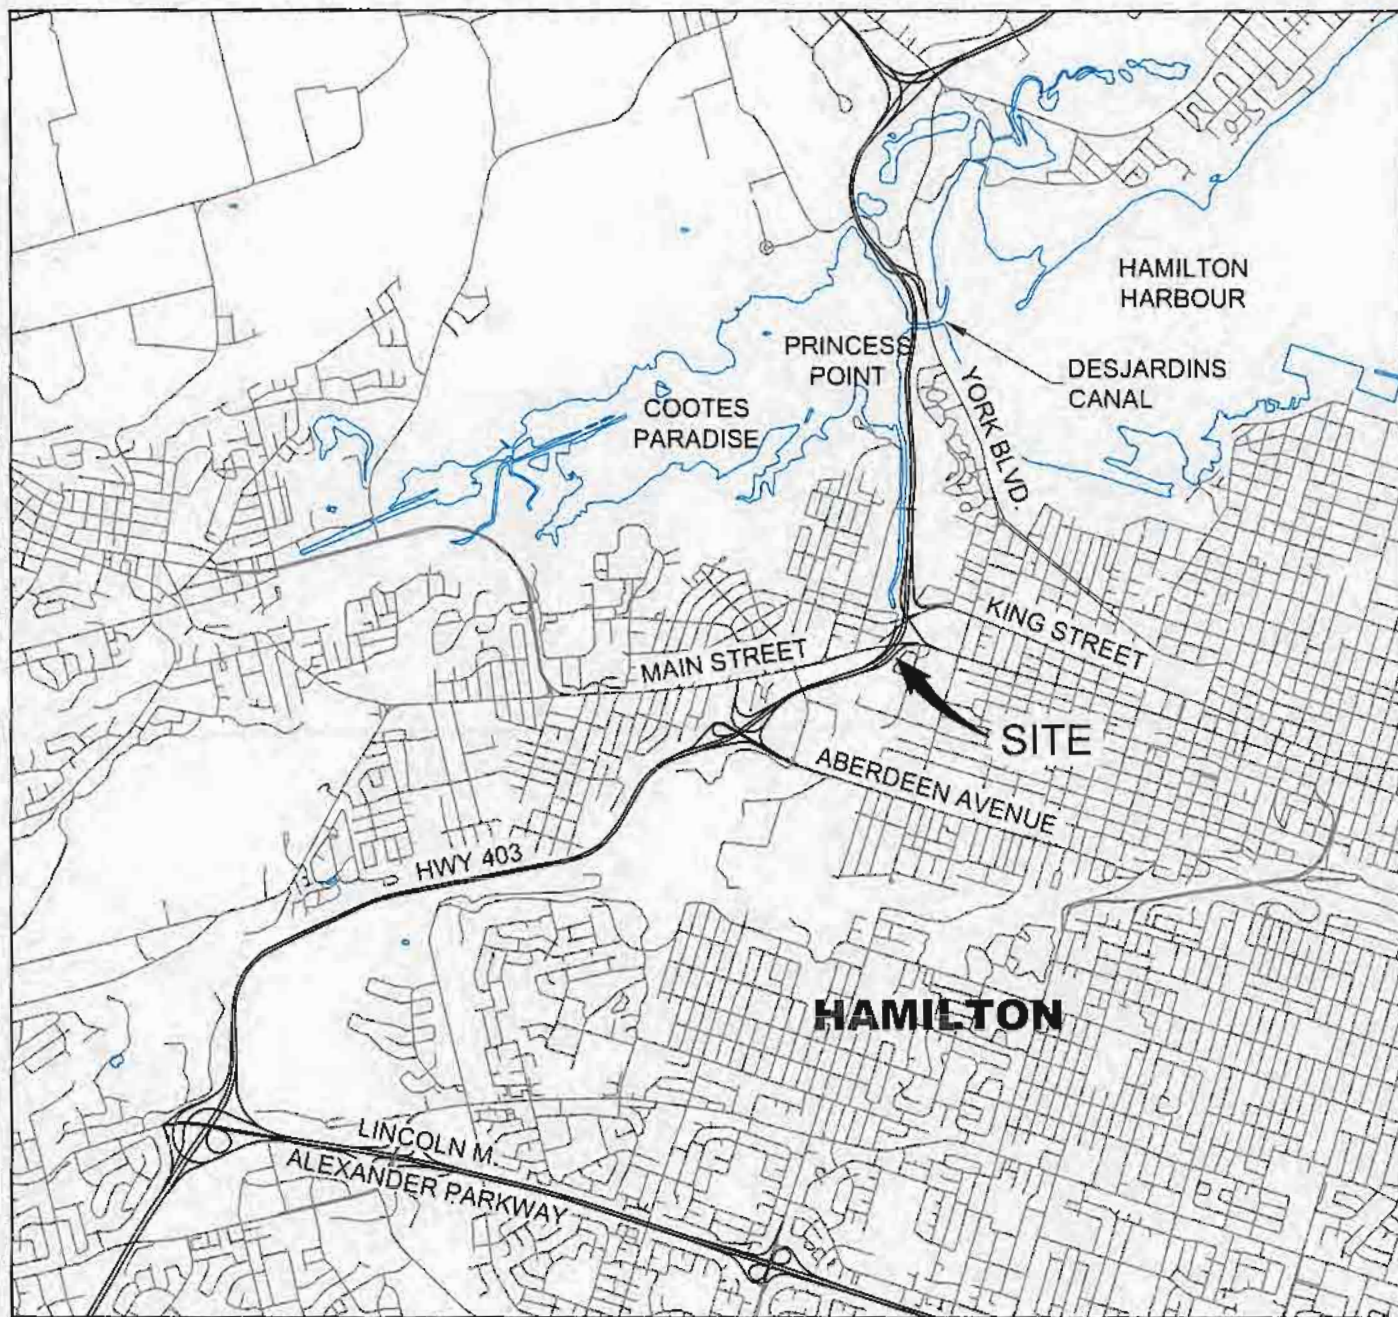 HAMILTON
HARBOUR
PRINCESS
POINT
DESJARDINS
CANAL
YORK BLVD.
COOTES
PARADISE
KING STREET
MAIN STREET
SITE
ABERDEEN AVENUE
HWY 403
HAMILTON
LINCOLN M.
ALEXANDER PARKWAY